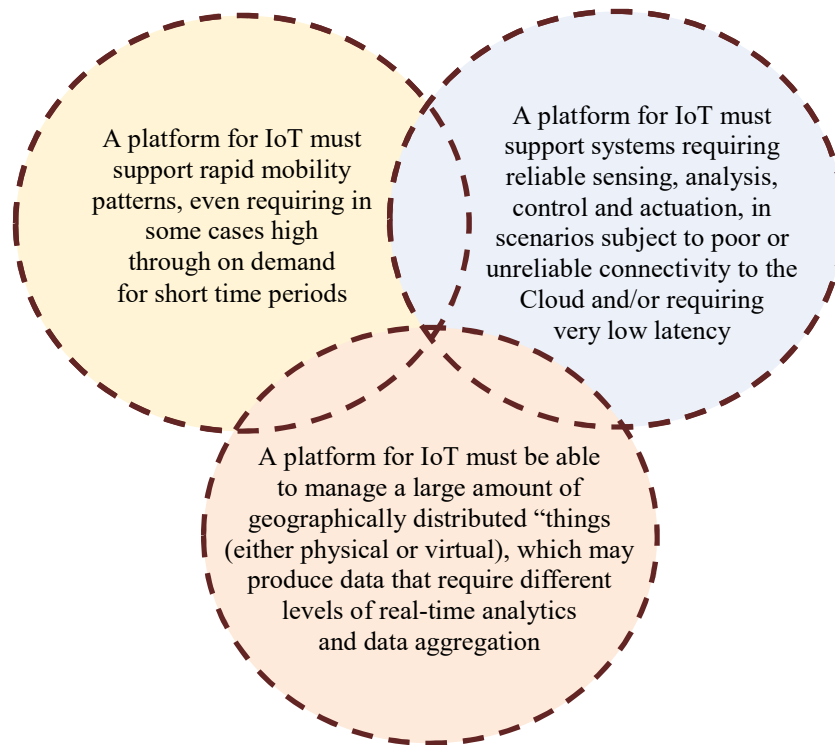 A platform for IoT must
support rapid mobility
patterns, even requiring in
some cases high
through on demand
for short time periods
A platform for IoT must
support systems requiring
reliable sensing, analysis,
control and actuation, in
scenarios subject to poor or
unreliable connectivity to the
Cloud and/or requiring
very low latency
A platform for IoT must be able
to manage a large amount of
geographically distributed “things
(either physical or virtual), which may
produce data that require different
levels of real-time analytics
and data aggregation